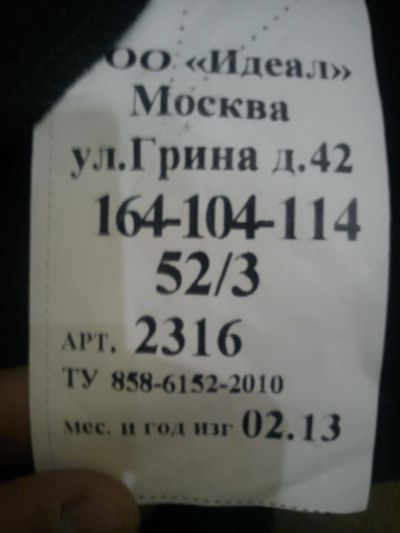 ОО «Идеал»
Москва
ул.Грина д.42
164-104-114
52/3
АРТ. 2316
ТУ 858-6152-2010
мес. и год изг 02.13